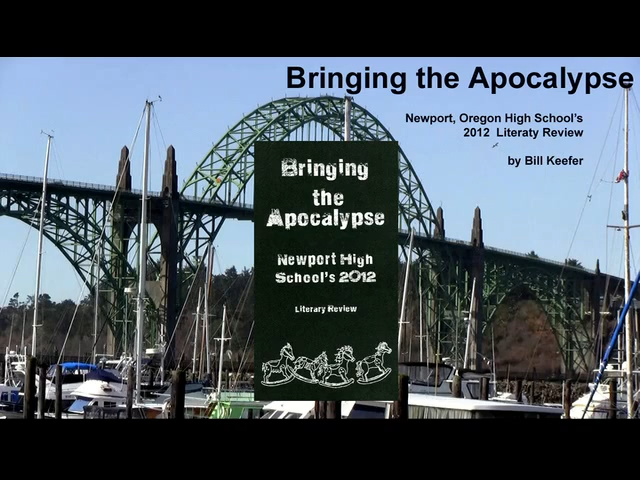 Bringing the Apocalypse
Newport, Oregon High School's
2012 Literaty Review
by Bill Keefer
Bringing
the
Apocalypse
Newport High
School's 2012
Literary Review